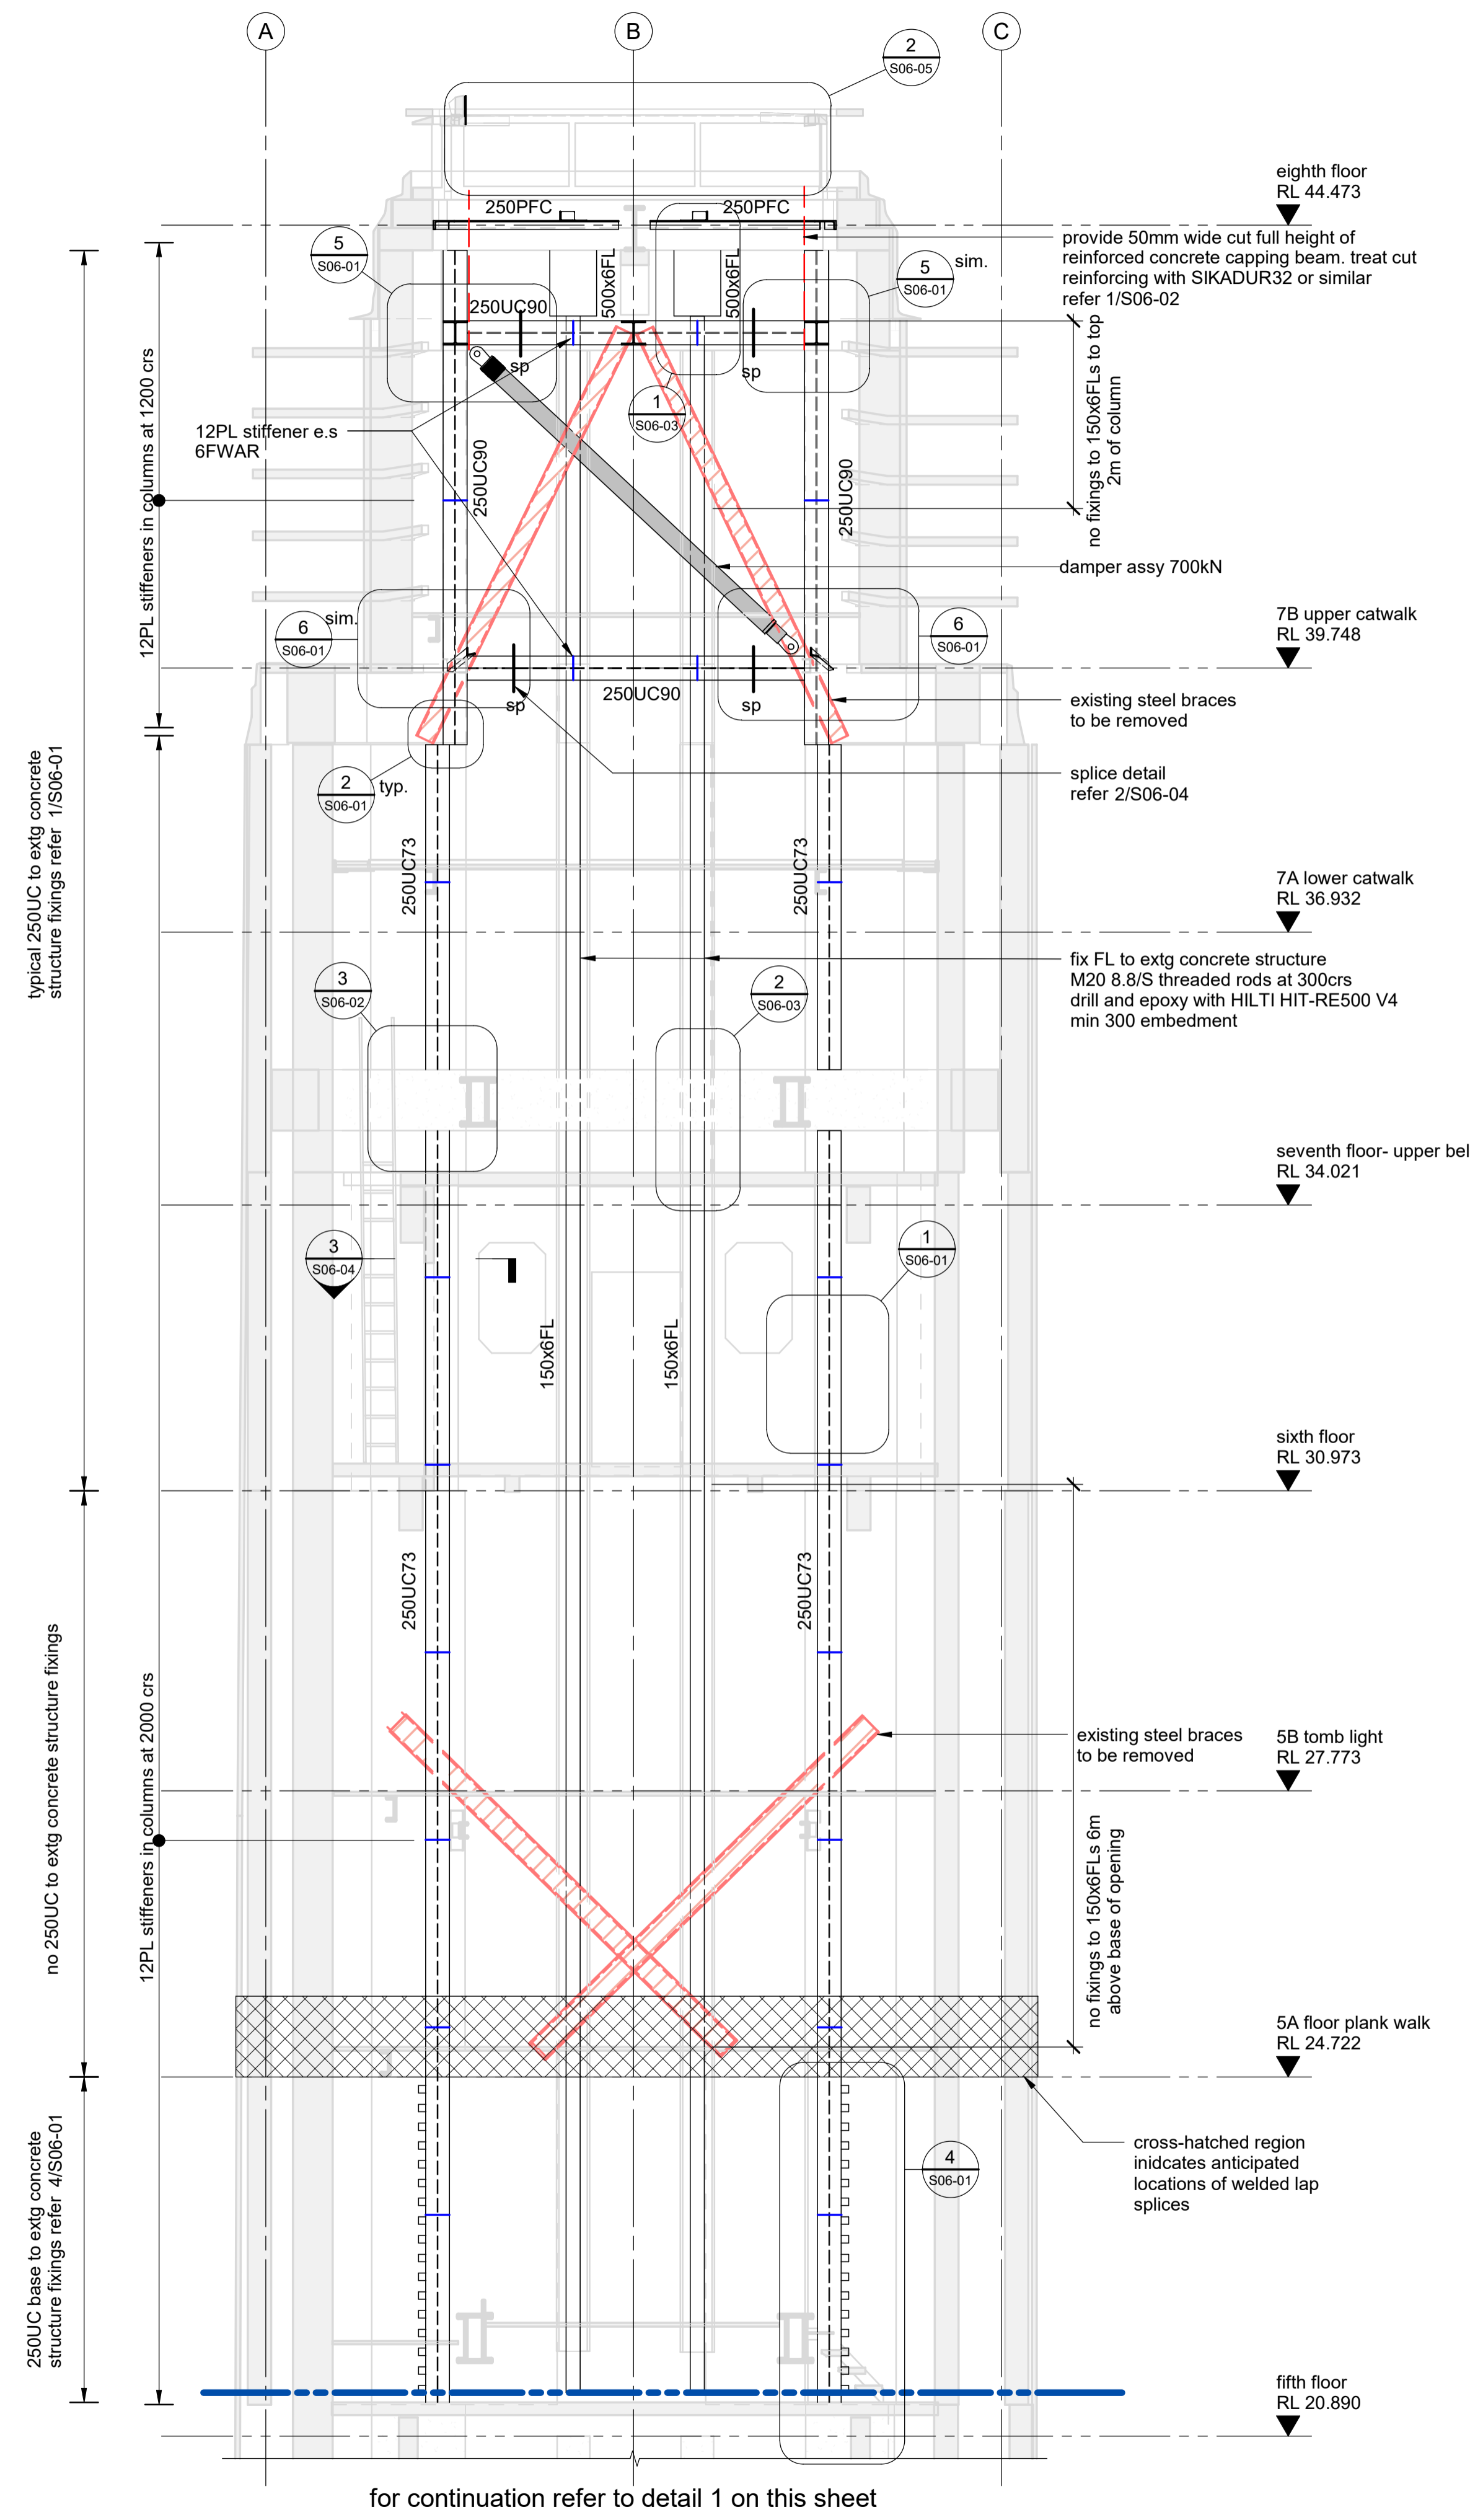 A
B
C
2
S06-05
eighth floor
RL 44.473
250PFC
250PFC
provide 50mm wide cut full height of
reinforced concrete capping beam. treat cut
reinforcing with SIKADUR32 or similar
refer 1/S06-02
5
S06-01
5
S06-01
sim.
500x6FL
500x6FL
250UC90
sp
sp
1
S06-03
no fixings to 150x6FLs to top
2m of column
12PL stiffener e.s
6FWAR
12PL stiffeners in columns at 1200 crs
250UC90
250UC90
damper assy 700kN
6
S06-01
sim.
6
S06-01
7B upper catwalk
RL 39.748
sp
250UC90
sp
existing steel braces
to be removed
2
S06-01
typ.
splice detail
refer 2/S06-04
typical 250UC to extg concrete
structure fixings refer 1/S06-01
250UC73
250UC73
7A lower catwalk
RL 36.932
3
S06-02
2
S06-03
fix FL to extg concrete structure
M20 8.8/S threaded rods at 300crs
drill and epoxy with HILTI HIT-RE500 V4
min 300 embedment
seventh floor- upper bel
RL 34.021
3
S06-04
1
S06-01
150x6FL
150x6FL
sixth floor
RL 30.973
250UC73
250UC73
no 250UC to extg concrete structure fixings
12PL stiffeners in columns at 2000 crs
existing steel braces
to be removed
5B tomb light
RL 27.773
no fixings to 150x6FLs 6m
above base of opening
5A floor plank walk
RL 24.722
cross-hatched region
inidcates anticipated
locations of welded lap
splices
4
S06-01
250UC base to extg concrete
structure fixings refer 4/S06-01
fifth floor
RL 20.890
for continuation refer to detail 1 on this sheet